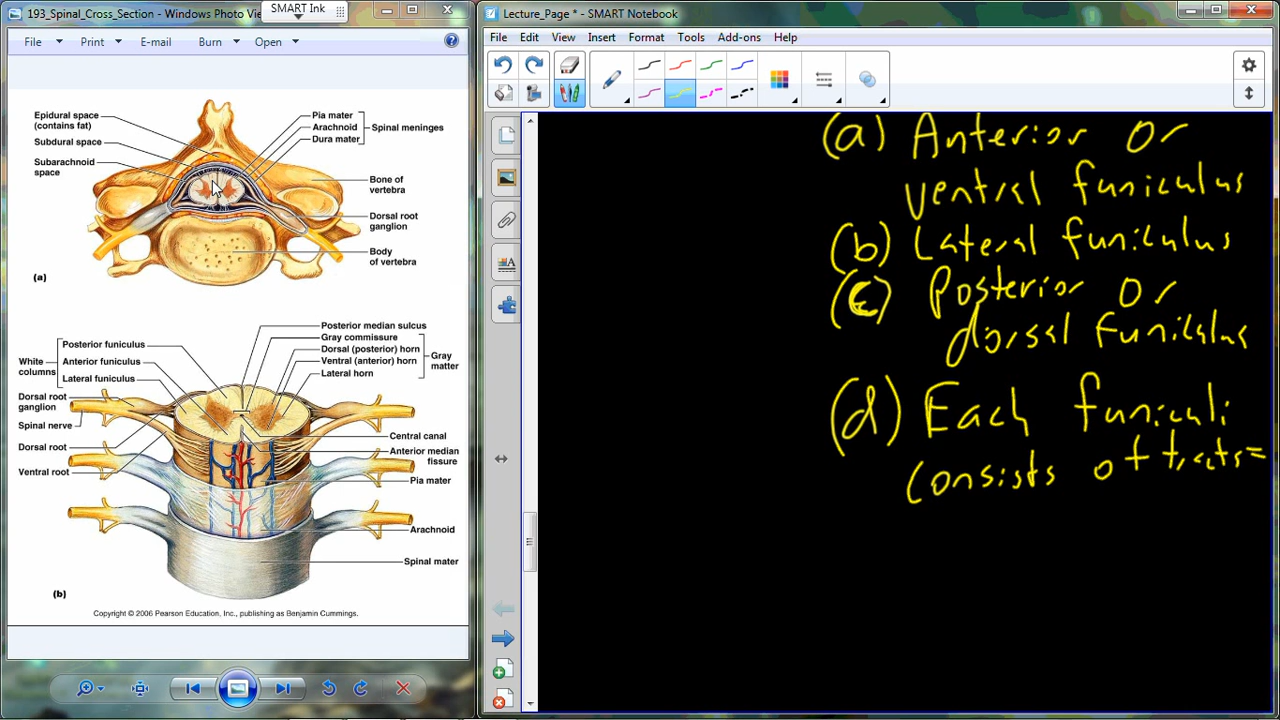 193_Spinal_Cross_Section - Windows Photo Vie
SMART Ink
File Print E-mail Burn Open
Epidural space
(contains fat)
Subdural space
Subarachnoid
space
Pia mater
Arachnoid
Dura mater
Spinal meninges
Bone of
vertebra
Dorsal root
ganglion
Body
of vertebra
(a)
Posterior median sulcus
Gray commissure
Dorsal (posterior) horn
Ventral (anterior) horn
Lateral horn
Gray
matter
White
columns
Posterior funiculus
Anterior funiculus
Lateral funiculus
Dorsal root
ganglion
Spinal nerve
Dorsal root
Ventral root
Central canal
Anterior median
fissure
Pia mater
Arachnoid
Spinal mater
(b)
Copyright © 2006 Pearson Education, Inc., publishing as Benjamin Cummings.
Lecture_Page * - SMART Notebook
File Edit View Insert Format Tools Add-ons Help
(a) Anterior or
ventral funiculus
(b) Lateral funiculus
(c) Posterior or
dorsal funiculus
(d) Each funiculi
consists of tracts=